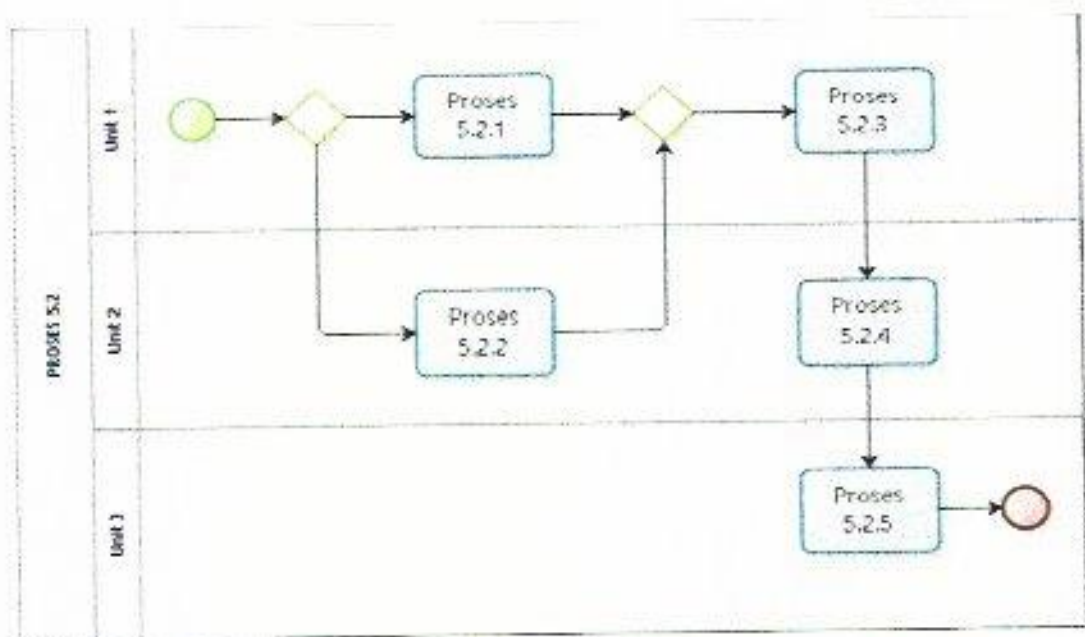 PROSES 5.2
Unit 1
Proses
5.2.1
Proses
5.2.3
Unit 2
Proses
5.2.2
Proses
5.2.4
Unit 3
Proses
5.2.5